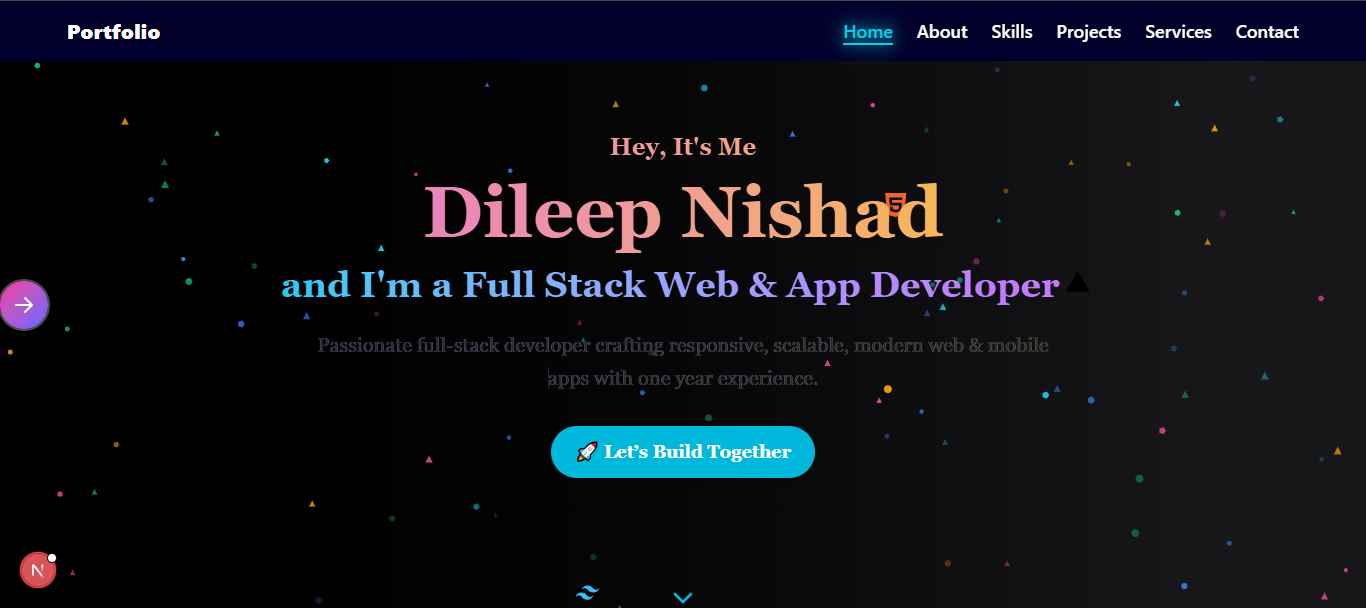 Portfolio
Home About Skills Projects Services Contact
Hey, It's Me
Dileep Nishad
and I'm a Full Stack Web & App Developer
Passionate full-stack developer crafting responsive, scalable, modern web & mobile
apps with one year experience.
🚀 Let’s Build Together
N